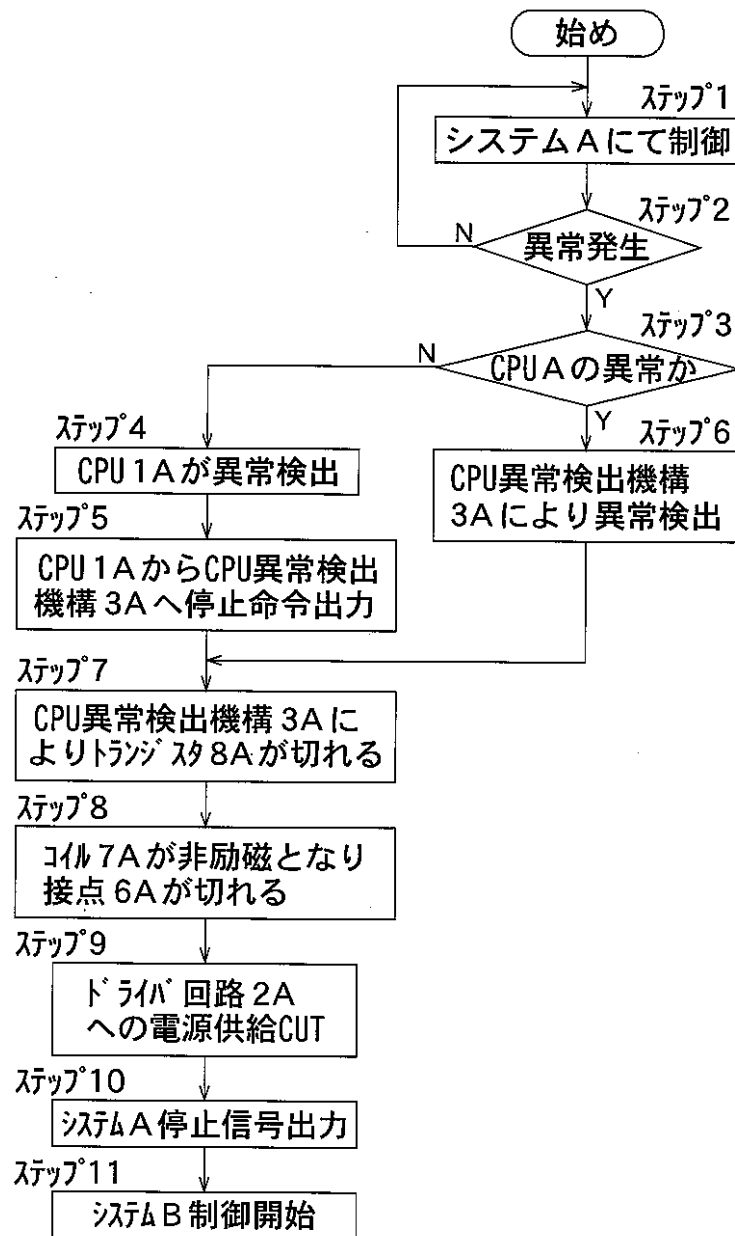 始め
ステップ1
システムAにて制御
ステップ2
異常発生
N
Y
ステップ3
CPUAの異常か
N
Y
ステップ4
CPU1Aが異常検出
ステップ5
CPU1AからCPU異常検出
機構3Aへ停止命令出力
ステップ6
CPU異常検出機構
3Aにより異常検出
ステップ7
CPU異常検出機構3Aに
よりトランジスタ8Aが切れる
ステップ8
コイル7Aが非励磁となり
接点6Aが切れる
ステップ9
ドライバ回路2A
への電源供給CUT
ステップ10
システムA停止信号出力
ステップ11
システムB制御開始